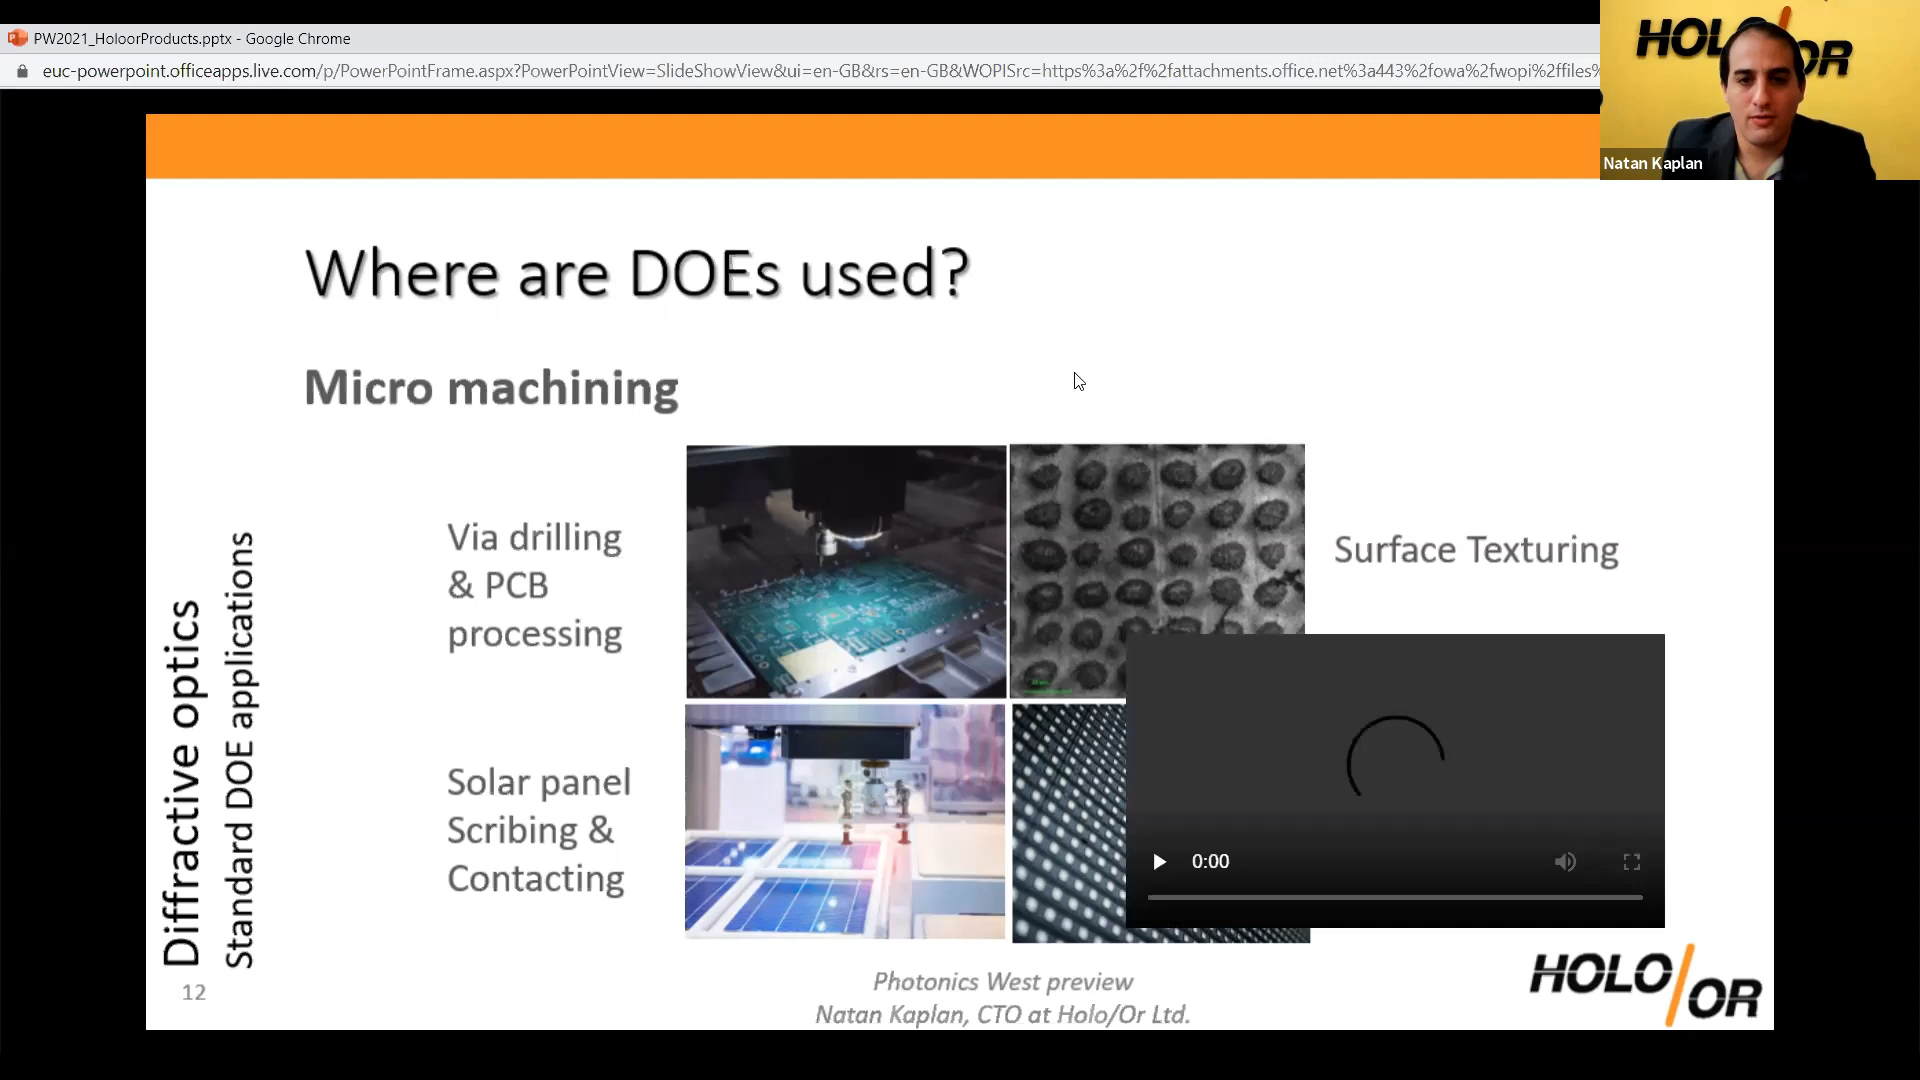 PW2021_HoloorProducts.pptx - Google Chrome
euc-powerpoint.officeapps.live.com/p/PowerPointFrame.aspx?PowerPointView=SlideShowView&ui=en-GB&rs=en-GB&WOPISrc=https%3a%2f%2fattachments.office.net%3a443%2fowa%2fwopi%2ffiles%
HOLO/OR
Natan Kaplan
Where are DOEs used?
Micro machining
Via drilling
& PCB
processing
Surface Texturing
Solar panel
Scribing &
Contacting
0:00
Diffractive optics
Standard DOE applications
12
Photonics West preview
Natan Kaplan, CTO at Holo/Or Ltd.
HOLO/OR